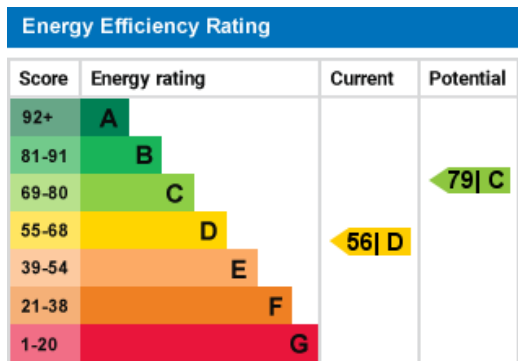 Energy Efficiency Rating
Score Energy rating Current Potential
92+ A
81-91 B
79| C
69-80 C
55-68 D
56| D
39-54 E
21-38 F
1-20 G